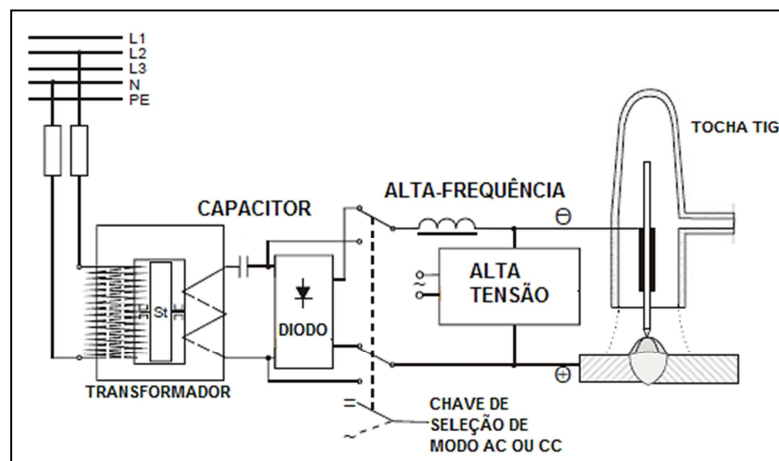 L1
L2
L3
N
PE
TOCHA TIG
ALTA-FREQUÊNCIA
CAPACITOR
ALTA
TENSÃO
~
St
DIODO
TRANSFORMADOR
=
~
CHAVE DE
SELEÇÃO DE
MODO AC OU CC